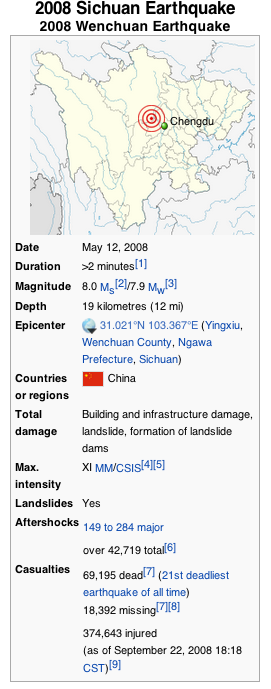 2008 Sichuan Earthquake
2008 Wenchuan Earthquake
Chengdu
Date May 12, 2008
Duration >2 minutes[1]
Magnitude 8.0 Ms[2]/7.9 Mw[3]
Depth 19 kilometres (12 mi)
Epicenter 31.021°N 103.367°E (Yingxiu,
Wenchuan County, Ngawa
Prefecture, Sichuan)
Countries China
or regions
Total Building and infrastructure damage,
damage landslide, formation of landslide
dams
Max. XI MM/CSIS[4][5]
intensity
Landslides Yes
Aftershocks 149 to 284 major
over 42,719 total[6]
Casualties 69,195 dead[7] (21st deadliest
earthquake of all time)
18,392 missing[7][8]
374,643 injured
(as of September 22, 2008 18:18
CST)[9]